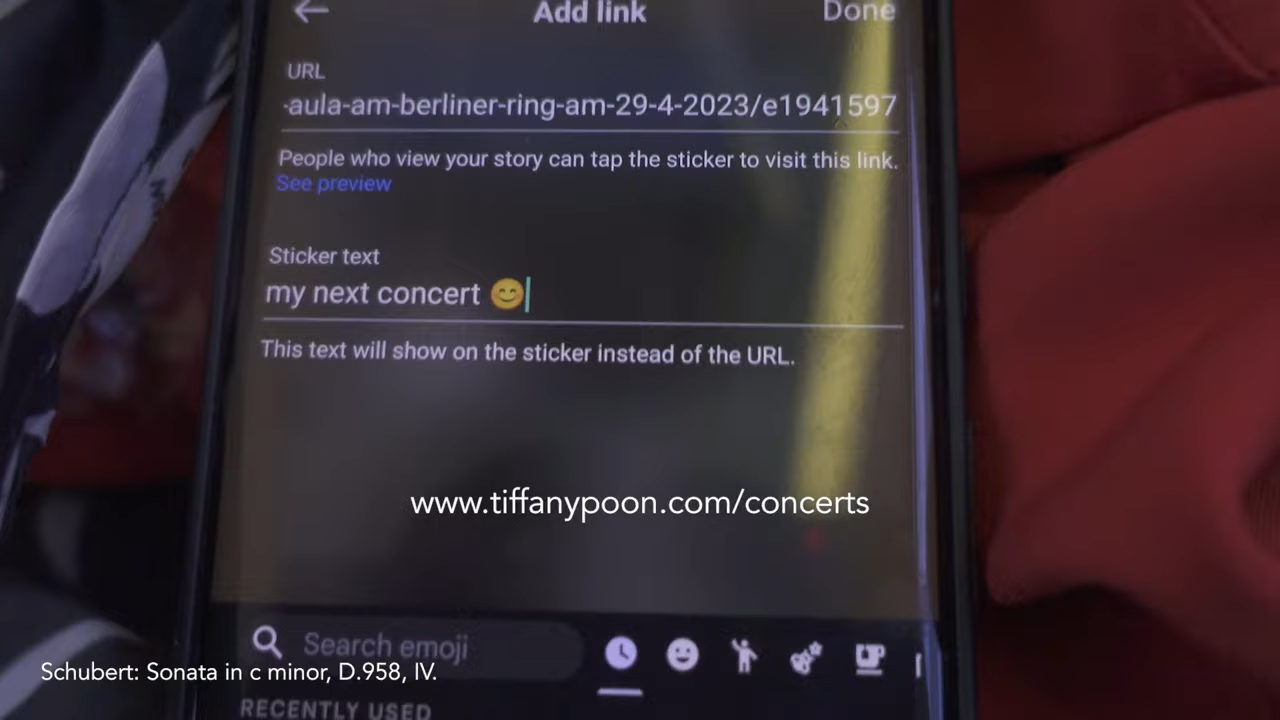 Add link
Done
URL
-aula-am-berliner-ring-am-29-4-2023/e1941597
People who view your story can tap the sticker to visit this link.
See preview
Sticker text
my next concert 😊
This text will show on the sticker instead of the URL.
www.tiffanypoon.com/concerts
Search emoji
Schubert: Sonata in c minor, D.958, IV.
RECENTLY USED